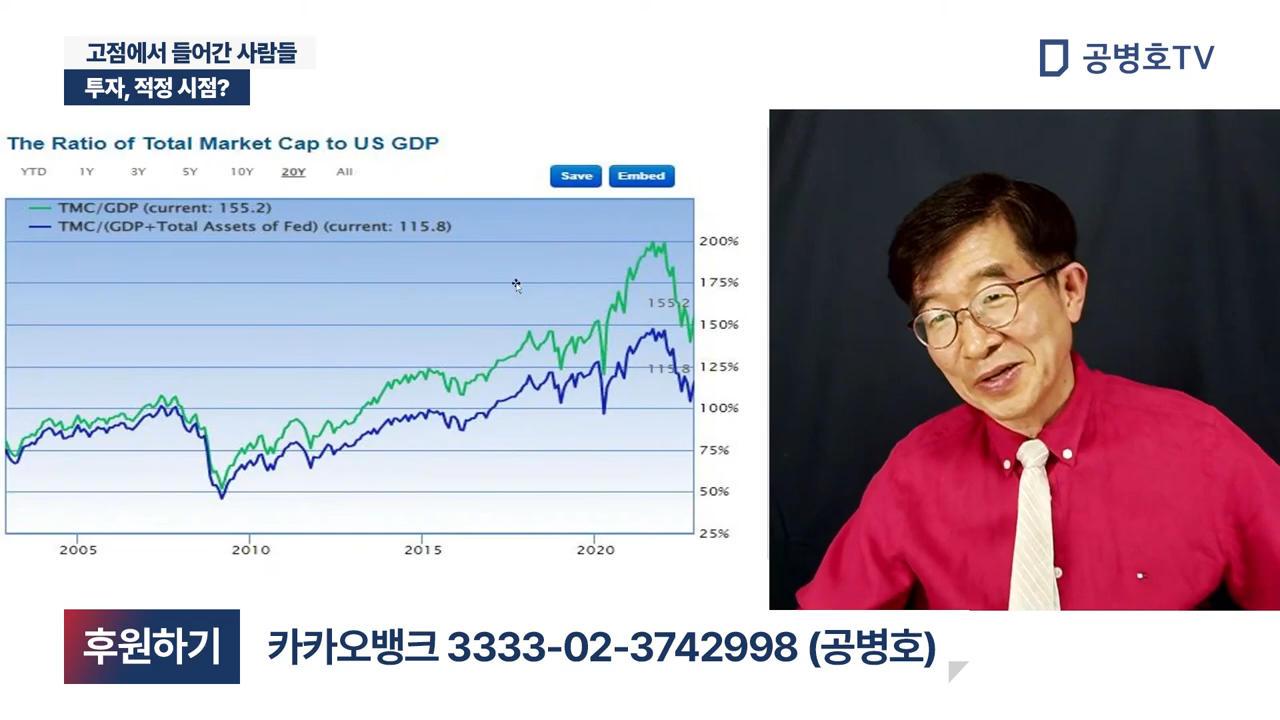 고점에서 들어간 사람들
투자, 적정 시점?
공병호TV
The Ratio of Total Market Cap to US GDP
YTD 1Y 3Y 5Y 10Y 20Y All
Save Embed
TMC/GDP (current: 155.2)
TMC/(GDP+Total Assets of Fed) (current: 115.8)
200%
175%
155.2
150%
125%
115.8
100%
75%
50%
25%
2005 2010 2015 2020
후원하기
카카오뱅크 3333-02-3742998 (공병호)